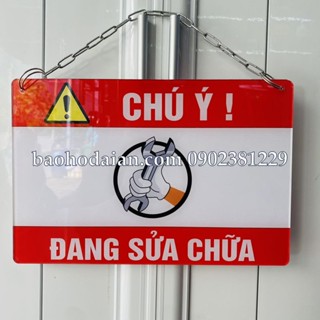 CHÚ Ý !
baohodaian.com 0902381229
ĐANG SỬA CHỮA